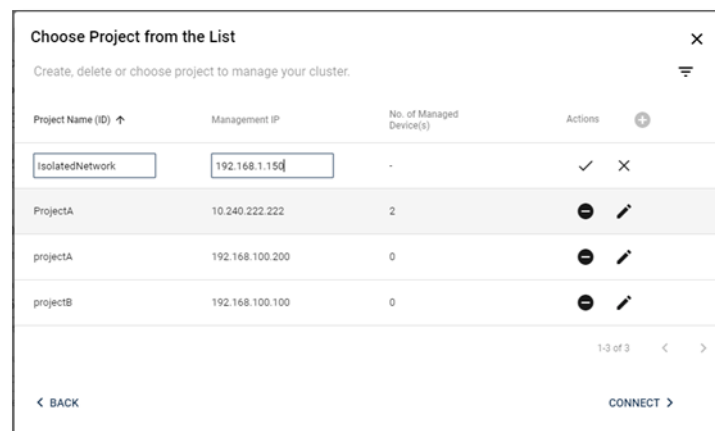 Choose Project from the List
Create, delete or choose project to manage your cluster.
Project Name (ID) Management IP No. of Managed Device(s) Actions
IsolatedNetwork 192.168.1.150 -
ProjectA 10.240.222.222 2
projectA 192.168.100.200 0
projectB 192.168.100.100 0
1-3 of 3
BACK CONNECT